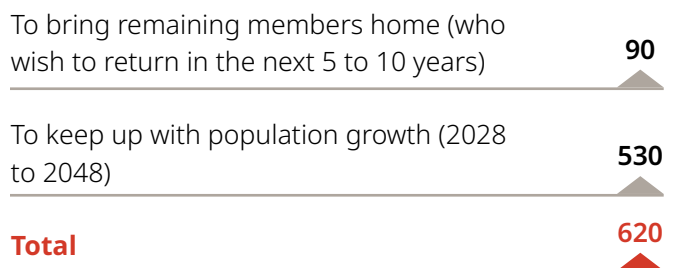 To bring remaining members home (who
wish to return in the next 5 to 10 years)
90
To keep up with population growth (2028
to 2048)
530
Total
620